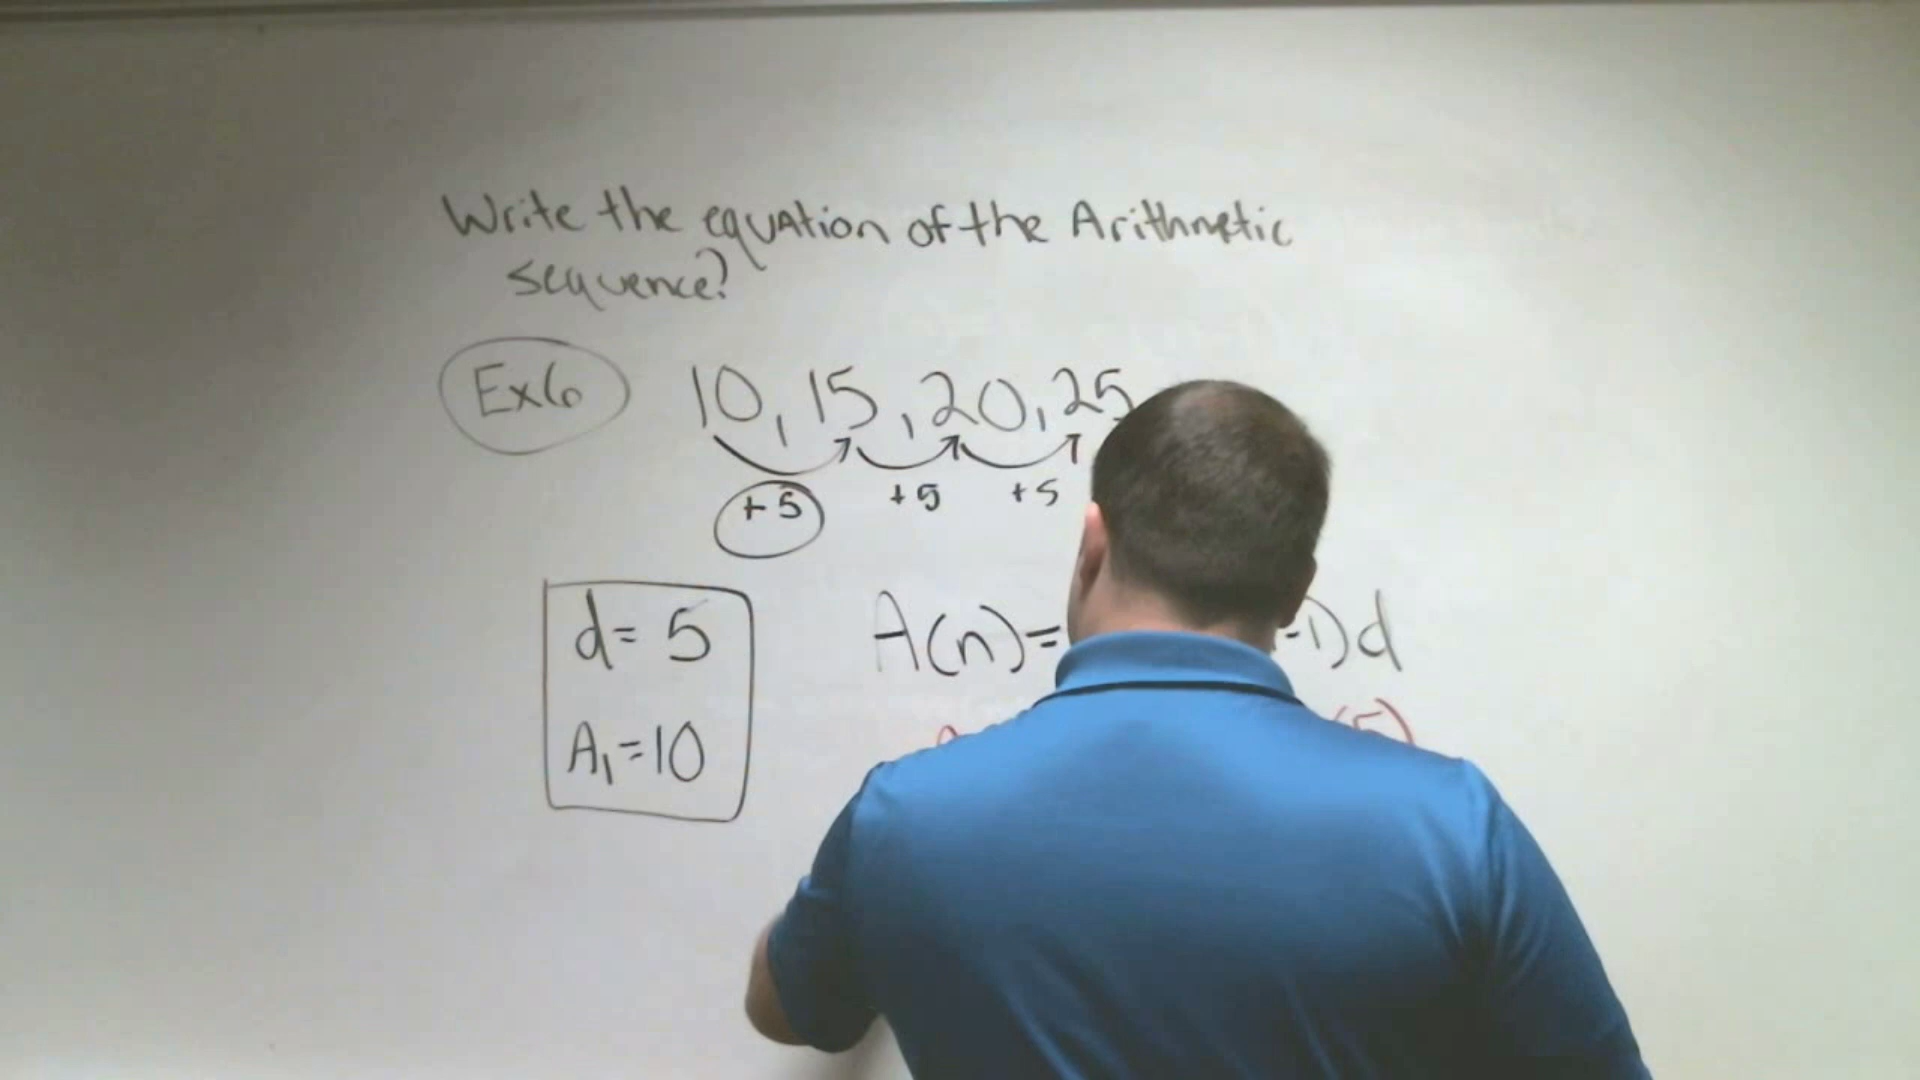 Write the equation of the Arithmetic
sequence?
Ex6 10, 15, 20, 25
+5 +5 +5
d= 5
A(n)= -1)d
A₁=10
(5)